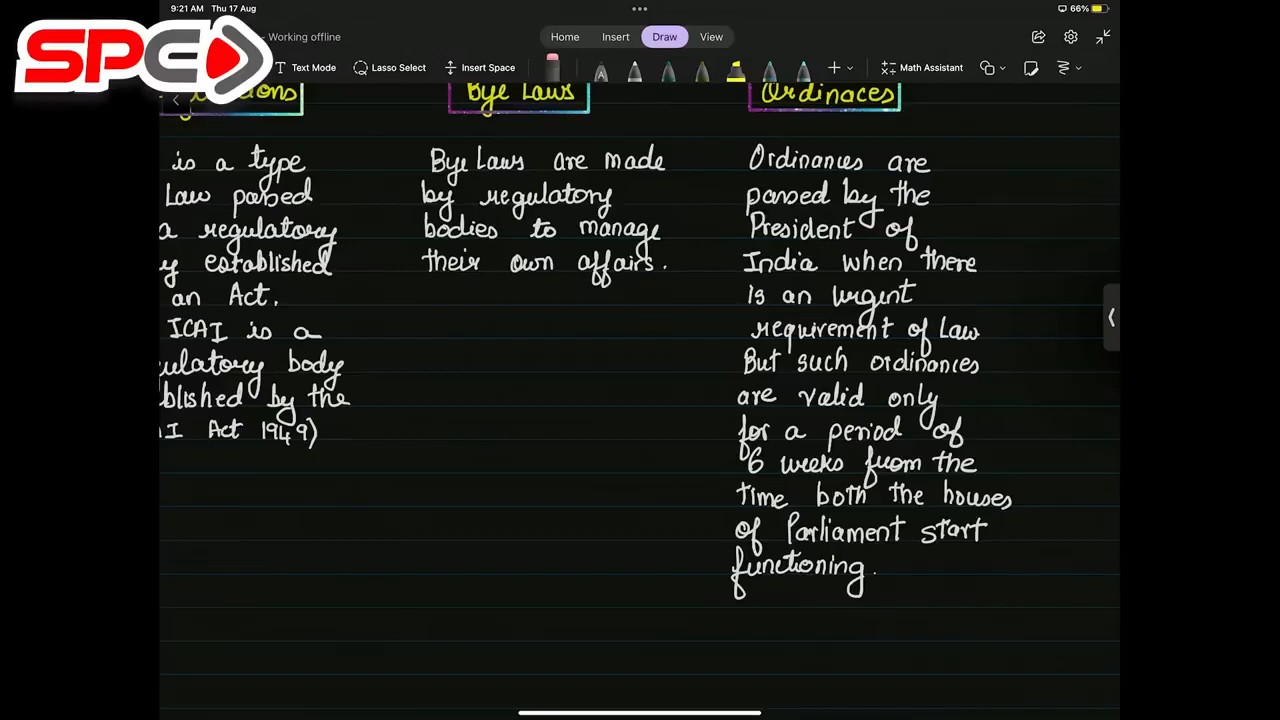 9:21 AM Thu 17 Aug
66%
SPEO
- Working offline
Home
Insert
Draw
View
Text Mode
Lasso Select
Insert Space
Math Assistant
Bye Laws
Ordinaces
is a type
Law passed
a regulatory
y established
an Act.
ICAI is a
ulatory body
blished by the
I Act 1949)
Bye Laws are made
by regulatory
bodies to manage
their own affairs.
Ordinances are
passed by the
President of
India when there
is an urgent
requirement of Law
But such ordinances
are valid only
for a period of
6 weeks from the
time both the houses
of Parliament start
functioning.